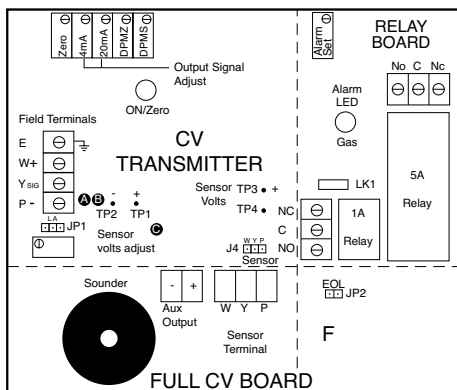 Zero
4mA
20mA
DPMZ
DPMS
Output Signal
Adjust
ON/Zero
Alarm
Set
RELAY
BOARD
No C Nc
Alarm
LED
Gas
5A
Relay
LK1
Field Terminals
E
W+
Y SIG
P -
CV
TRANSMITTER
A B - +
TP2 TP1
C
L A
JP1
Sensor
volts adjust
Sensor
Volts
TP3 +
TP4 -
W Y P
J4
Sensor
NC
C
NO
1A
Relay
Sounder
- +
Aux
Output
W Y P
Sensor
Terminal
EOL
JP2
F
FULL CV BOARD